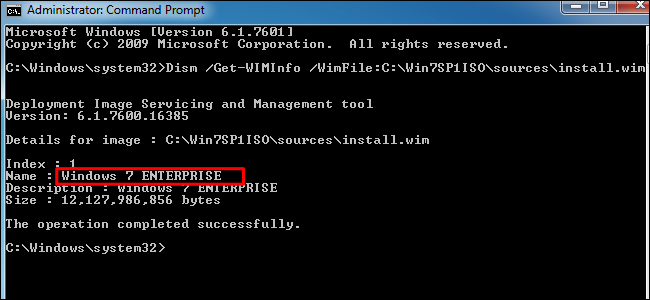 Administrator: Command Prompt
Microsoft Windows [Version 6.1.7601]
Copyright (c) 2009 Microsoft Corporation. All rights reserved.
C:\Windows\system32>Dism /Get-WIMInfo /WimFile:C:\Win7SP1ISO\sources\install.wim
Deployment Image Servicing and Management tool
Version: 6.1.7600.16385
Details for image : C:\Win7SP1ISO\sources\install.wim
Index : 1
Name : Windows 7 ENTERPRISE
Description : Windows 7 ENTERPRISE
Size : 12,127,986,856 bytes
The operation completed successfully.
C:\Windows\system32>